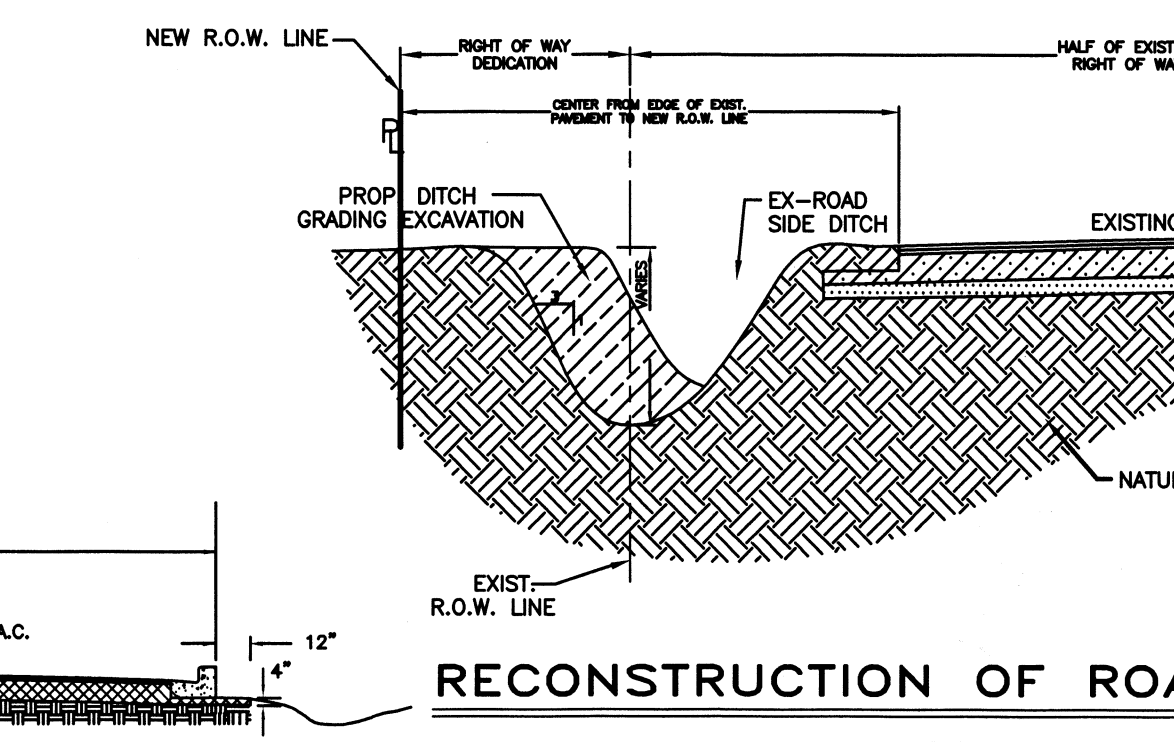 NEW R.O.W. LINE
RIGHT OF WAY
DEDICATION
HALF OF EXIST
RIGHT OF WA
CENTER FROM EDGE OF EXIST.
PAVEMENT TO NEW R.O.W. LINE
PL
PROP DITCH
GRADING EXCAVATION
EX-ROAD
SIDE DITCH
EXISTING
VARIES
3
1
NATU
EXIST.
R.O.W. LINE
A.C.
12"
4"
RECONSTRUCTION OF ROA